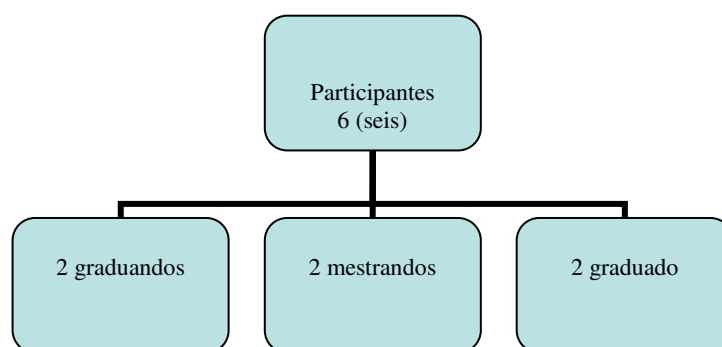 Participantes
6 (seis)
2 graduandos
2 mestrandos
2 graduado